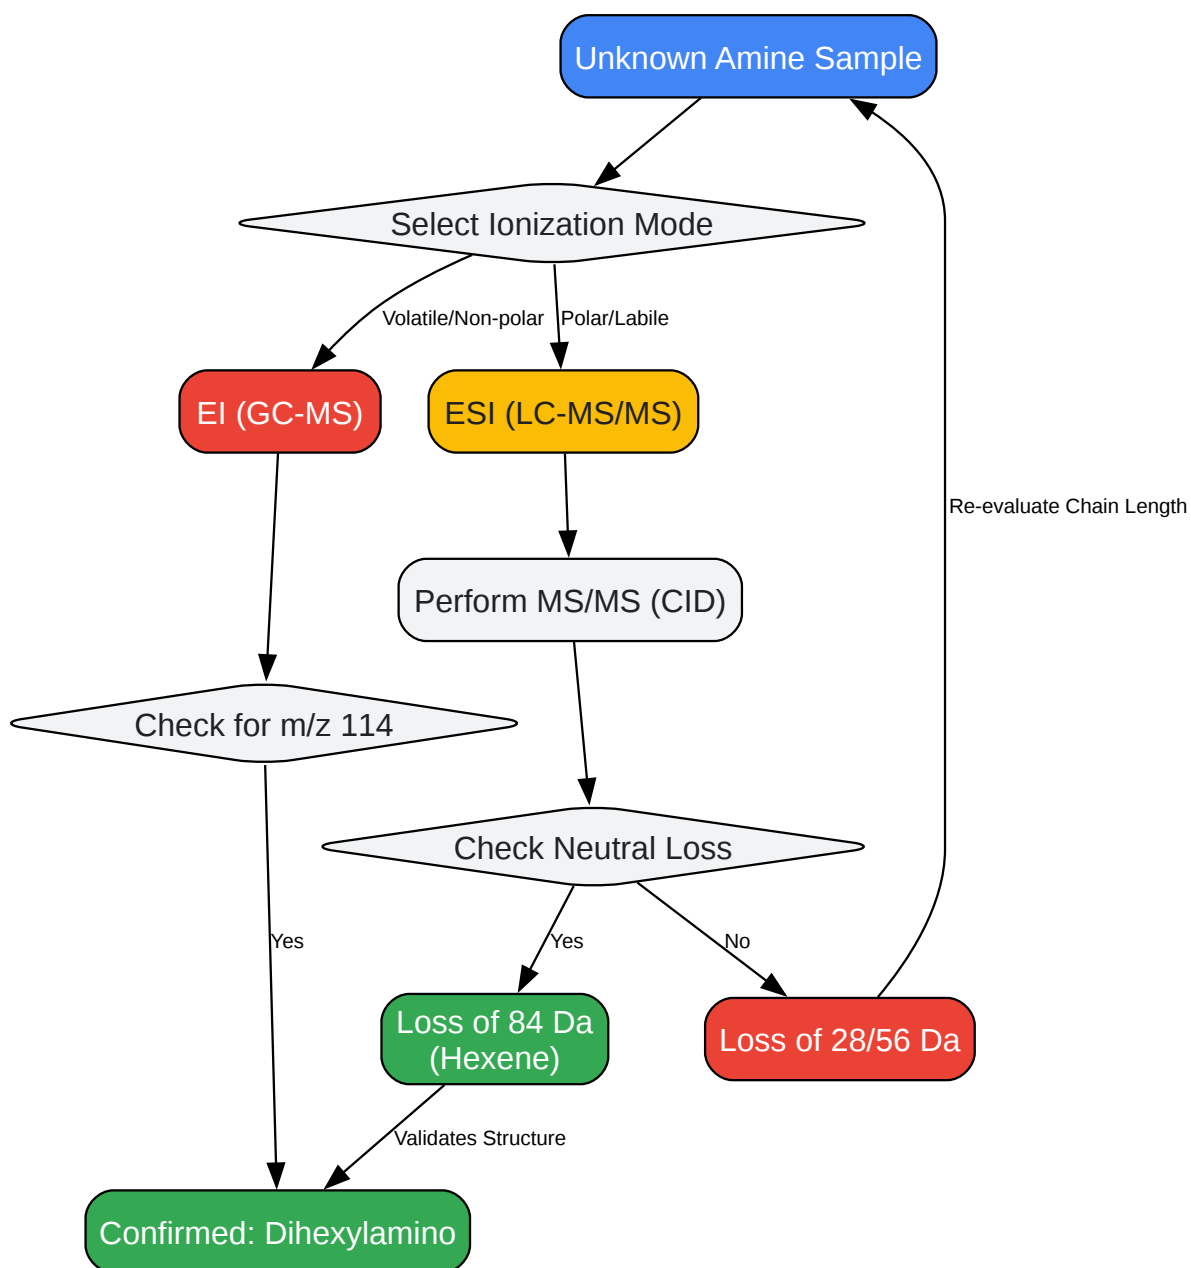 Unknown Amine Sample
Select Ionization Mode
Volatile/Non-polar
Polar/Labile
EI (GC-MS)
ESI (LC-MS/MS)
Re-evaluate Chain Length
Perform MS/MS (CID)
Check for m/z 114
Check Neutral Loss
Yes
Yes
No
Loss of 84 Da
(Hexene)
Loss of 28/56 Da
Validates Structure
Confirmed: Dihexylamino